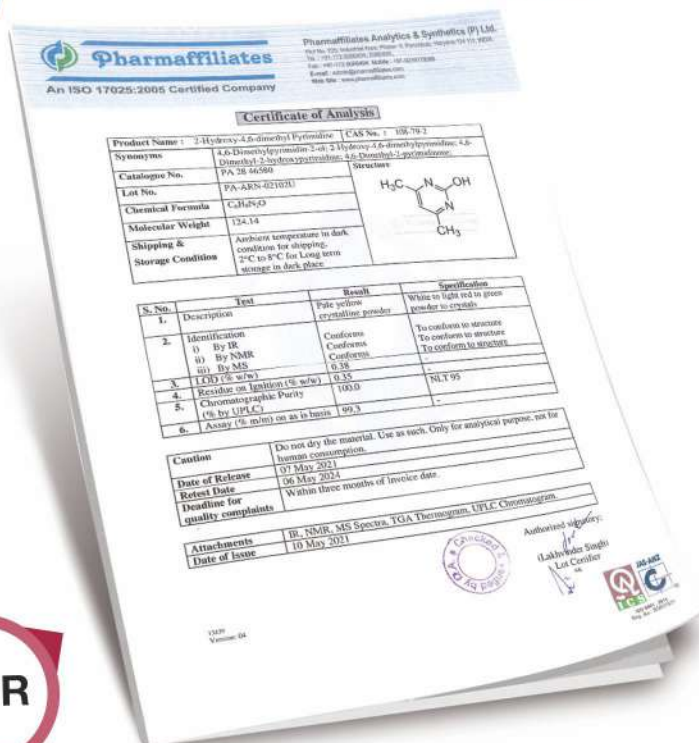 Pharmaffiliates
An ISO 17025:2005 Certified Company
Pharmaffiliates Analytics & Synthetics (P) Ltd.
Certificate of Analysis
Product Name : 2-Hydroxy-4,6-dimethyl Pyrimidine CAS No. : 108-79-2
Synonyms 4,6-Dimethylpyrimidin-2-ol; 2-Hydroxy-4,6-dimethylpyrimidine; 4,6-
Dimethyl-2-hydroxypyrimidine; 4,6-Dimethyl-2-pyrimidinone;
Catalogue No. PA 28 46580
Structure
Lot No. PA-ARN-02102U
Chemical Formula C₆H₈N₂O
Molecular Weight 124.14
Shipping &
Storage Condition
Ambient temperature in dark
condition for shipping,
2°C to 8°C for Long term
storage in dark place
H₃C N OH
N
CH₃
S. No. Test Result Specification
1. Description Pale yellow
crystalline powder
White to light red to green
powder to crystals
2. Identification
i) By IR Conforms To conform to structure
ii) By NMR Conforms To conform to structure
iii) By MS Conforms To conform to structure
3. LOD (% w/w) 0.38 -
4. Residue on Ignition (% w/w) 0.35 -
5. Chromatographic Purity
(% by UPLC)
100.0 NLT 95
6. Assay (% m/m) on as is basis 99.3 -
Caution Do not dry the material. Use as such. Only for analytical purpose, not for
human consumption.
Date of Release 07 May 2021
Retest Date 06 May 2024
Deadline for
quality complaints
Within three months of Invoice date.
Attachments IR, NMR, MS Spectra, TGA Thermogram, UPLC Chromatogram.
Date of Issue 10 May 2021
Authorized signatory:
(Lakhvinder Singh)
Lot Certifier
QA
Checked
JAS-ANZ
ICS
Version: 04
R